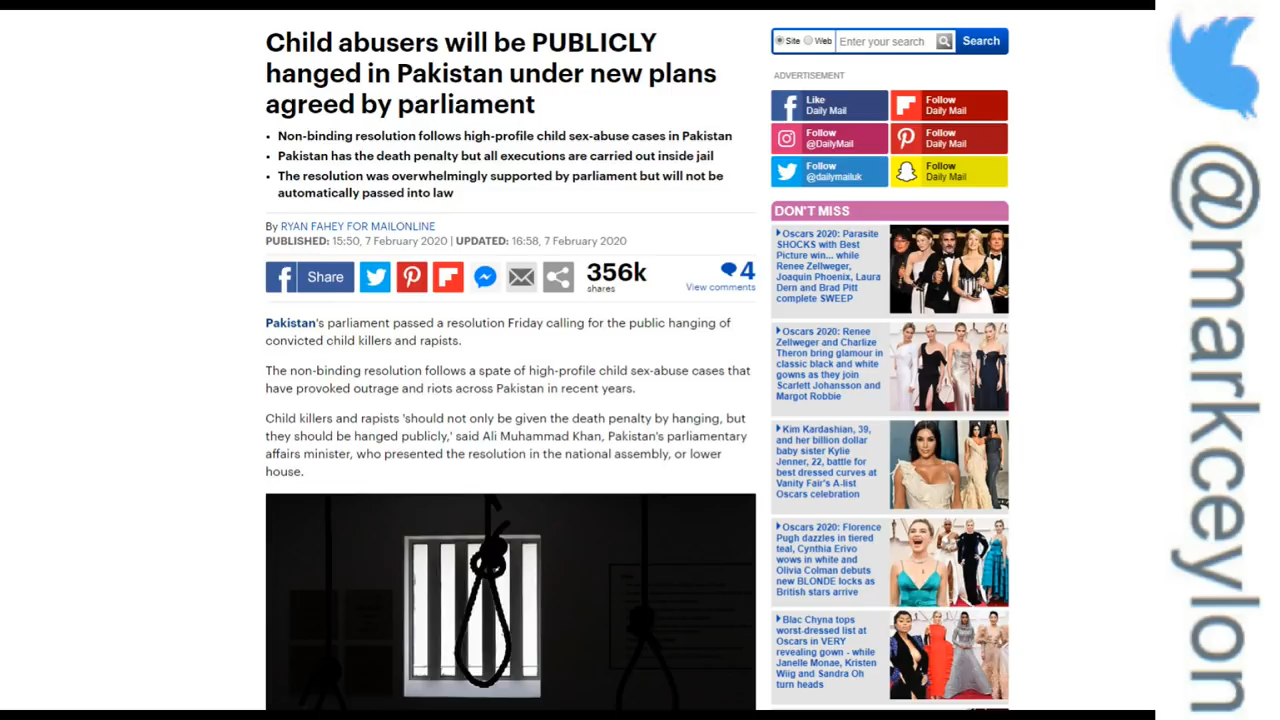 Child abusers will be PUBLICLY
hanged in Pakistan under new plans
agreed by parliament
• Non-binding resolution follows high-profile child sex-abuse cases in Pakistan
• Pakistan has the death penalty but all executions are carried out inside jail
• The resolution was overwhelmingly supported by parliament but will not be
automatically passed into law
By RYAN FAHEY FOR MAILONLINE
PUBLISHED: 15:50, 7 February 2020 | UPDATED: 16:58, 7 February 2020
Share
356k
shares
4
View comments
Pakistan's parliament passed a resolution Friday calling for the public hanging of
convicted child killers and rapists.
The non-binding resolution follows a spate of high-profile child sex-abuse cases that
have provoked outrage and riots across Pakistan in recent years.
Child killers and rapists 'should not only be given the death penalty by hanging, but
they should be hanged publicly,' said Ali Muhammad Khan, Pakistan's parliamentary
affairs minister, who presented the resolution in the national assembly, or lower
house.
Site Web Enter your search Search
ADVERTISEMENT
Like
Daily Mail
Follow
Daily Mail
Follow
@DailyMail
Follow
Daily Mail
Follow
@dailymailuk
Follow
Daily Mail
DON'T MISS
Oscars 2020: Parasite
SHOCKS with Best
Picture win... while
Renee Zellweger,
Joaquin Phoenix, Laura
Dern and Brad Pitt
complete SWEEP
Oscars 2020: Renee
Zellweger and Charlize
Theron bring glamour in
classic black and white
gowns as they join
Scarlett Johansson and
Margot Robbie
Kim Kardashian, 39,
and her billion dollar
baby sister Kylie
Jenner, 22, battle for
best dressed curves at
Vanity Fair's A-list
Oscars celebration
Oscars 2020: Florence
Pugh dazzles in tiered
teal, Cynthia Erivo
wows in white and
Olivia Colman debuts
new BLONDE locks as
British stars arrive
Blac Chyna tops
worst-dressed list at
Oscars in VERY
revealing gown - while
Janelle Monae, Kristen
Wiig and Sandra Oh
turn heads
@markceylon